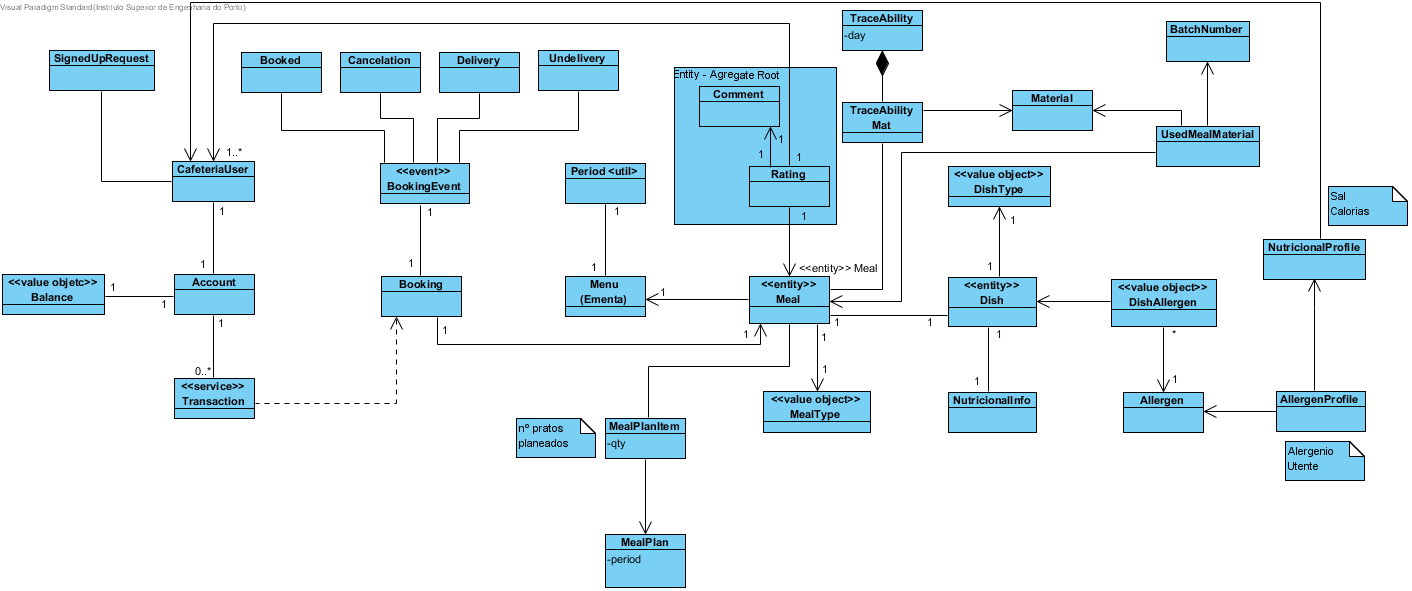 Visual Paradigm Standard(Instituto Superior de Engenharia do Porto)
TraceAbility
-day
BatchNumber
SignedUpRequest
Booked
Cancelation
Delivery
Undelivery
Entity - Agregate Root
Comment
Material
TraceAbility
Mat
UsedMealMaterial
1
1
1
1..*
CafeteriaUser
<<event>>
BookingEvent
Period <util>
Rating
<<value object>>
DishType
Sal
Calorias
1
1
1
1
1
NutricionalProfile
1
1
1
1
<<entity>> Meal
<<value objetc>>
Balance
1
1
Account
Booking
Menu
(Ementa)
1
<<entity>>
Meal
<<entity>>
Dish
<<value object>>
DishAllergen
1
1
1
1
1
1
1
*
0..*
1
1
1
<<service>>
Transaction
<<value object>>
MealType
NutricionalInfo
Allergen
AllergenProfile
nº pratos
planeados
MealPlanItem
-qty
Alergenio
Utente
MealPlan
-period